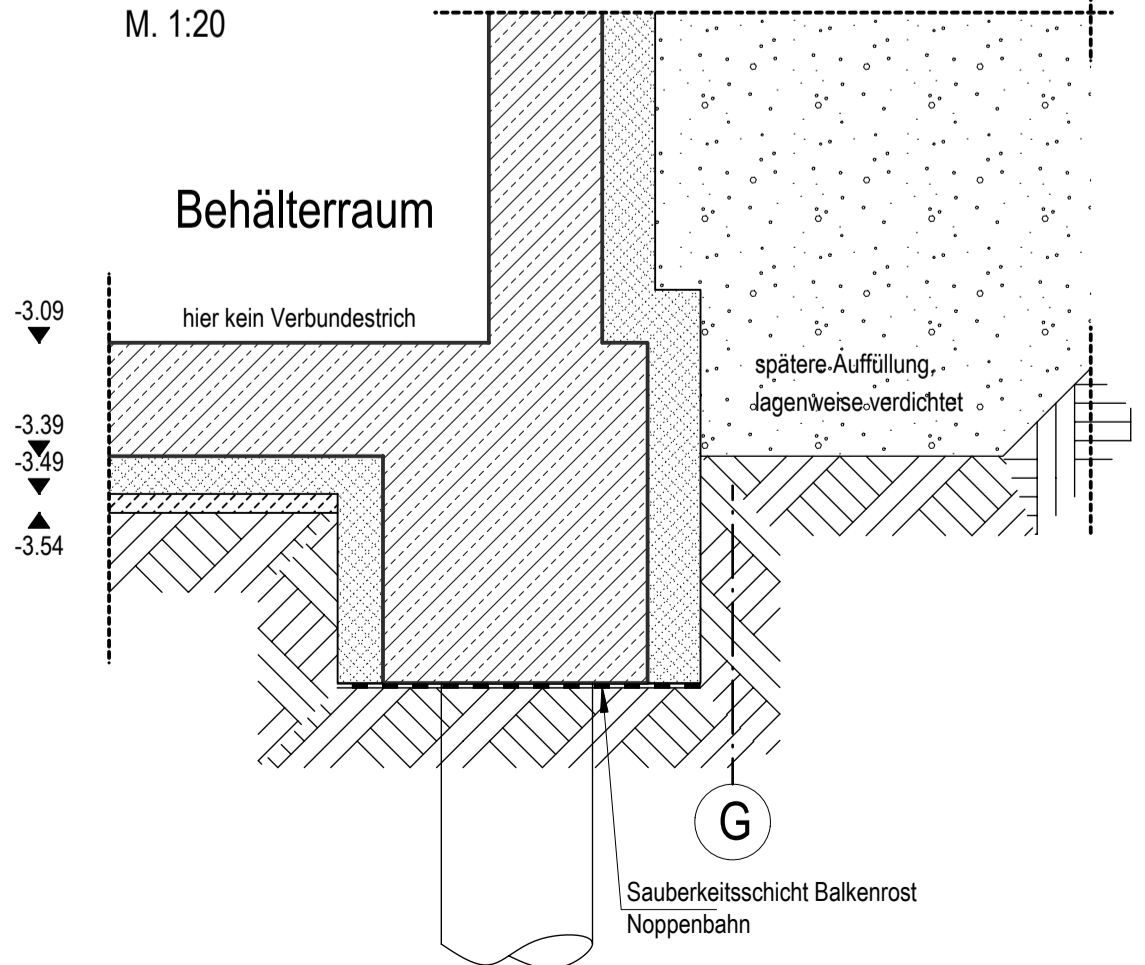 M. 1:20
Behälterraum
-3.09
hier kein Verbundestrich
spätere Auffüllung,
lagenweise verdichtet
-3.39
-3.49
-3.54
G
Sauberkeitsschicht Balkenrost
Noppenbahn